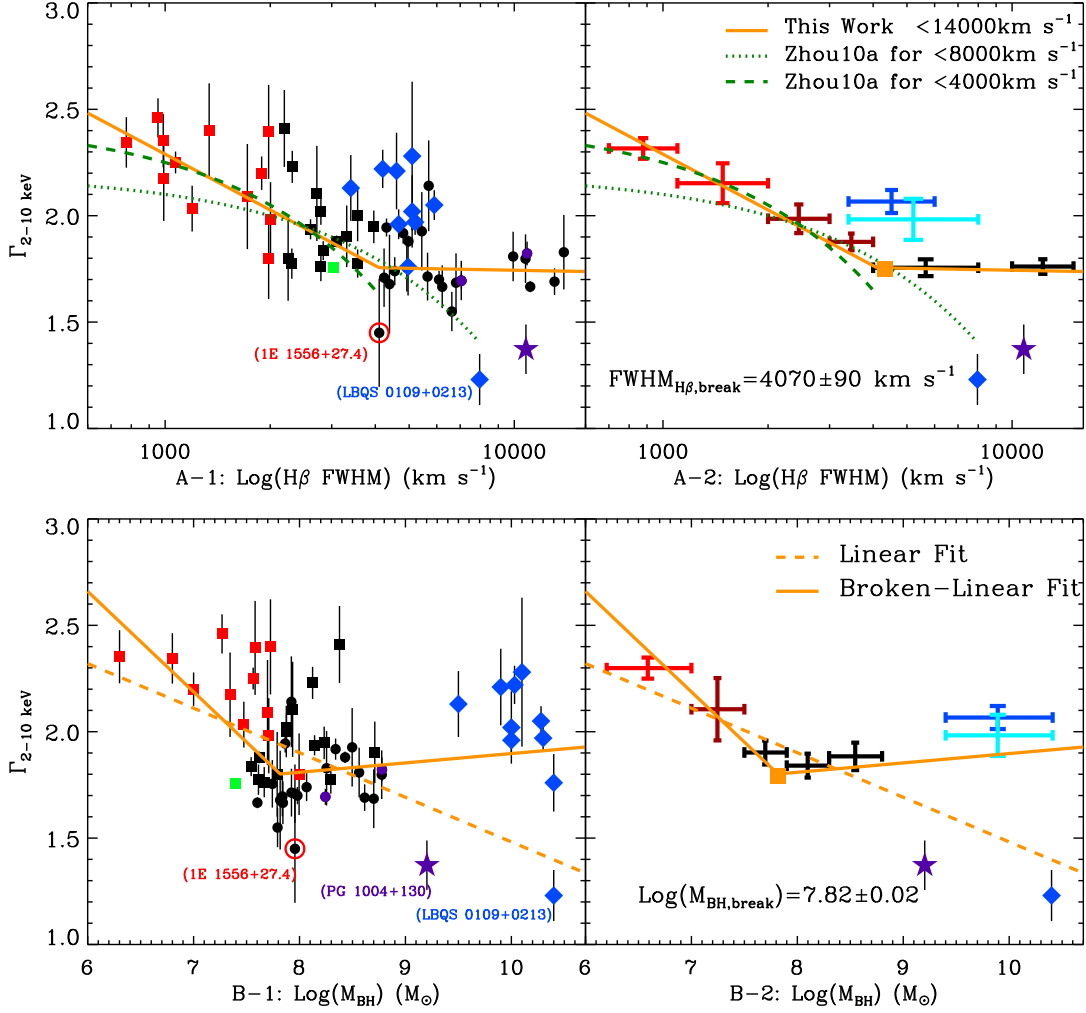 3.0
2.5
2.0
1.5
1.0
Γ2−10 keV
(1E 1556+27.4)
(LBQS 0109+0213)
1000
10000
A−1: Log(Hβ FWHM) (km s−1)
This Work <14000km s−1
Zhou10a for <8000km s−1
Zhou10a for <4000km s−1
FWHMHβ,break=4070±90 km s−1
1000
10000
A−2: Log(Hβ FWHM) (km s−1)
3.0
2.5
2.0
1.5
1.0
Γ2−10 keV
(1E 1556+27.4)
(PG 1004+130)
(LBQS 0109+0213)
6
7
8
9
10
B−1: Log(MBH) (M⊙)
Linear Fit
Broken−Linear Fit
Log(MBH,break)=7.82±0.02
6
7
8
9
10
B−2: Log(MBH) (M⊙)